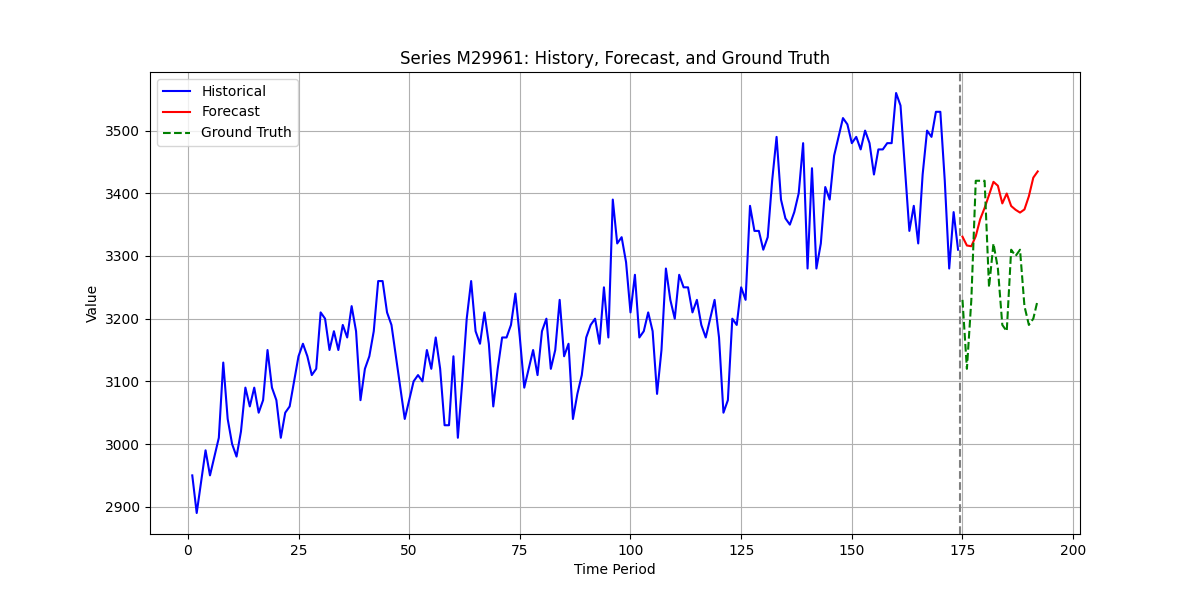 Series M29961: History, Forecast, and Ground Truth
Historical
Forecast
Ground Truth
Value
3500
3400
3300
3200
3100
3000
2900
0 25 50 75 100 125 150 175 200
Time Period